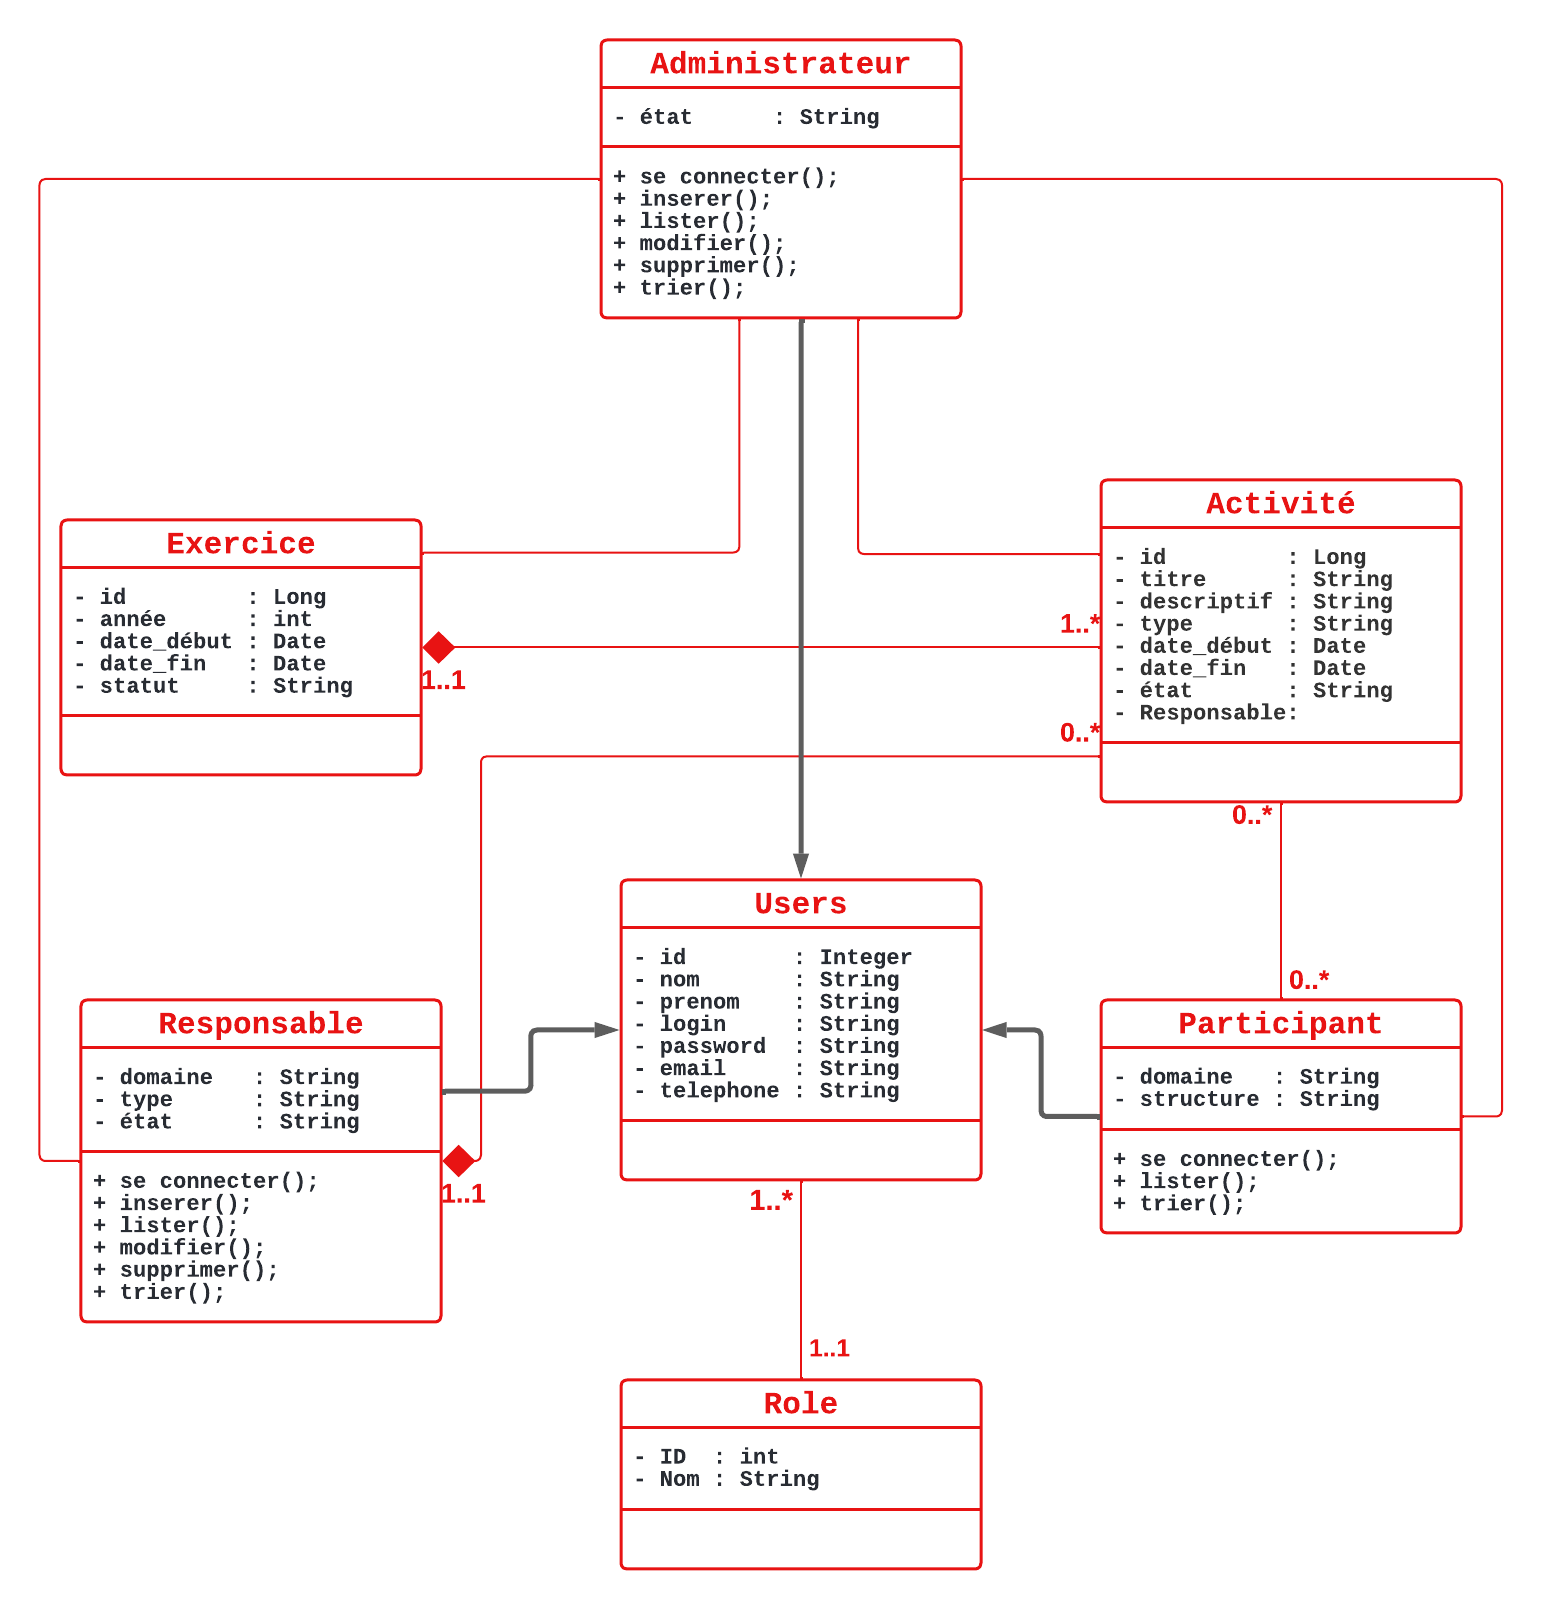 Administrateur
- état : String
+ se connecter();
+ inserer();
+ lister();
+ modifier();
+ supprimer();
+ trier();
Exercice
- id : Long
- année : int
- date_début : Date
- date_fin : Date
- statut : String
1..1
Activité
- id : Long
- titre : String
- descriptif : String
- type : String
- date_début : Date
- date_fin : Date
- état : String
- Responsable:
1..*
0..*
0..*
Users
- id : Integer
- nom : String
- prenom : String
- login : String
- password : String
- email : String
- telephone : String
1..*
Responsable
- domaine : String
- type : String
- état : String
+ se connecter();
+ inserer();
+ lister();
+ modifier();
+ supprimer();
+ trier();
1..1
0..*
Participant
- domaine : String
- structure : String
+ se connecter();
+ lister();
+ trier();
1..1
Role
- ID : int
- Nom : String